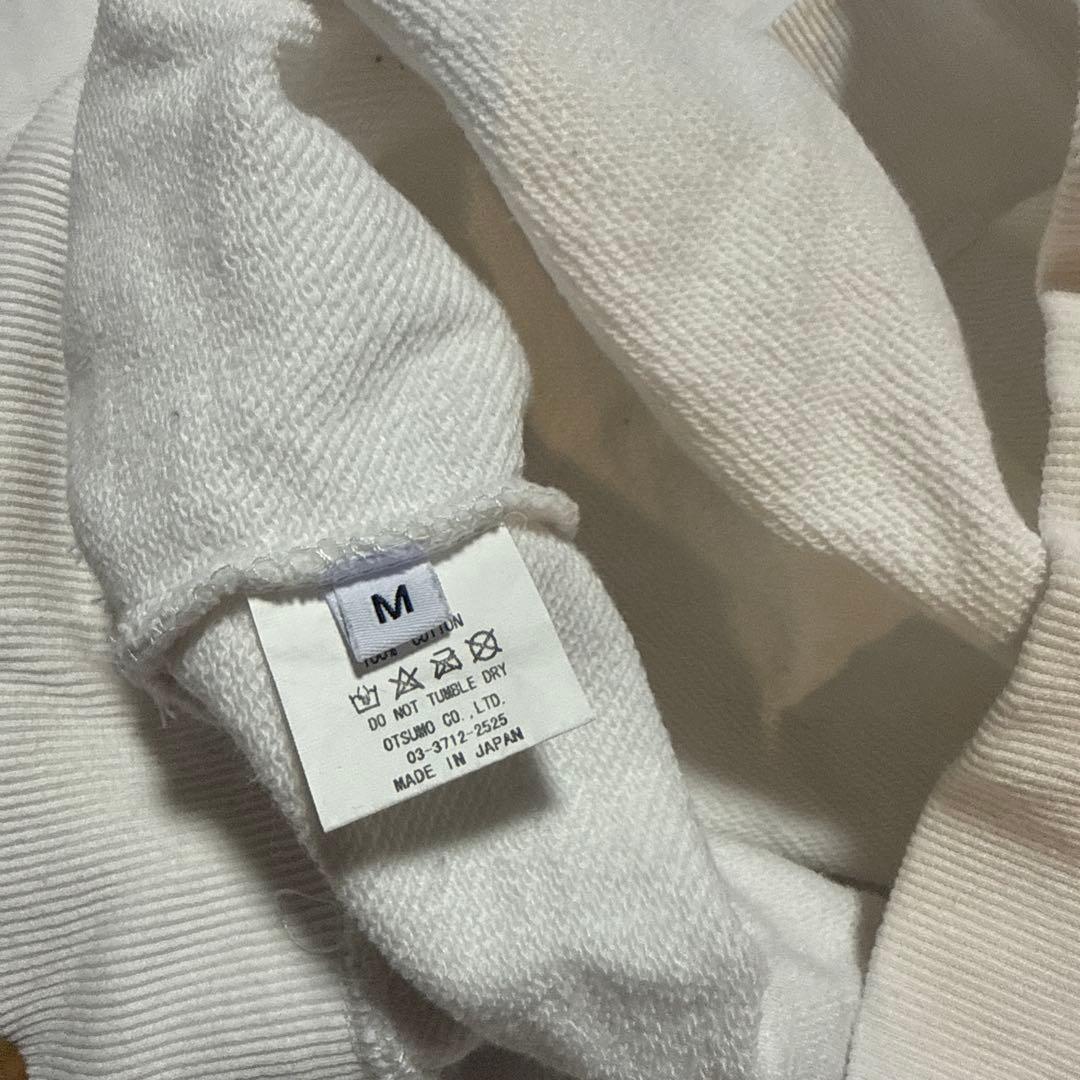 M
100% COTTON
DO NOT TUMBLE DRY
OTSUMO CO.,LTD.
03-3712-2525
MADE IN JAPAN